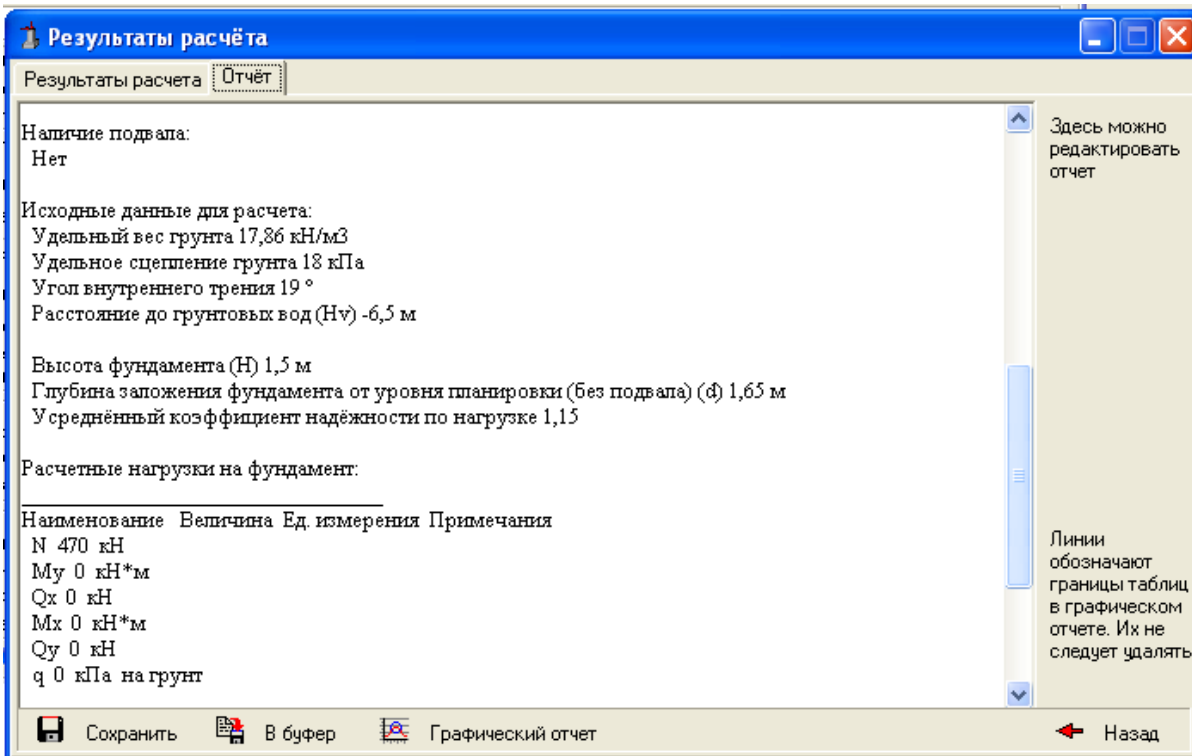 Результаты расчёта
Результаты расчета
Отчёт
Наличие подвала:
Нет
Исходные данные для расчета:
Удельный вес грунта 17,86 кН/м3
Удельное сцепление грунта 18 кПа
Угол внутреннего трения 19 °
Расстояние до грунтовых вод (Hv) -6,5 м
Высота фундамента (H) 1,5 м
Глубина заложения фундамента от уровня планировки (без подвала) (d) 1,65 м
Усреднённый коэффициент надёжности по нагрузке 1,15
Расчетные нагрузки на фундамент:
Наименование Величина Ед. измерения Примечания
N 470 кН
My 0 кН*м
Qx 0 кН
Mx 0 кН*м
Qy 0 кН
q 0 кПа на грунт
Здесь можно
редактировать
отчет
Линии
обозначают
границы таблиц
в графическом
отчете. Их не
следует удалять
Сохранить
В буфер
Графический отчет
Назад